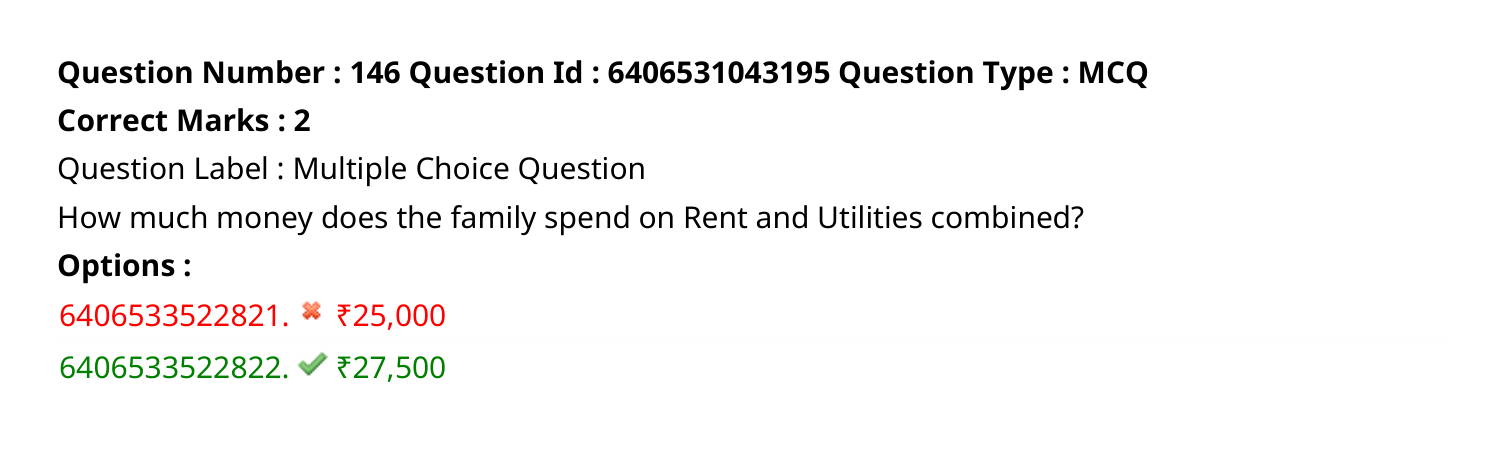 Question Number : 146 Question Id : 6406531043195 Question Type : MCQ
Correct Marks : 2
Question Label : Multiple Choice Question
How much money does the family spend on Rent and Utilities combined?
Options :
6406533522821. ✖ ₹25,000
6406533522822. ✔ ₹27,500